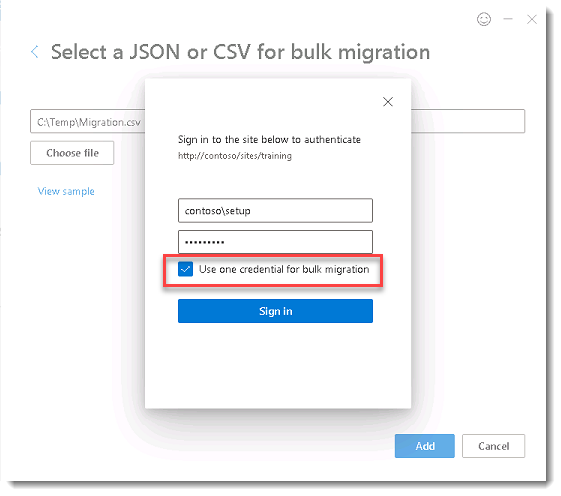 Select a JSON or CSV for bulk migration
C:\Temp\Migration.csv
Choose file
View sample
Sign in to the site below to authenticate
http://contoso/sites/training
contoso\setup
•••••••••
Use one credential for bulk migration
Sign in
Add
Cancel